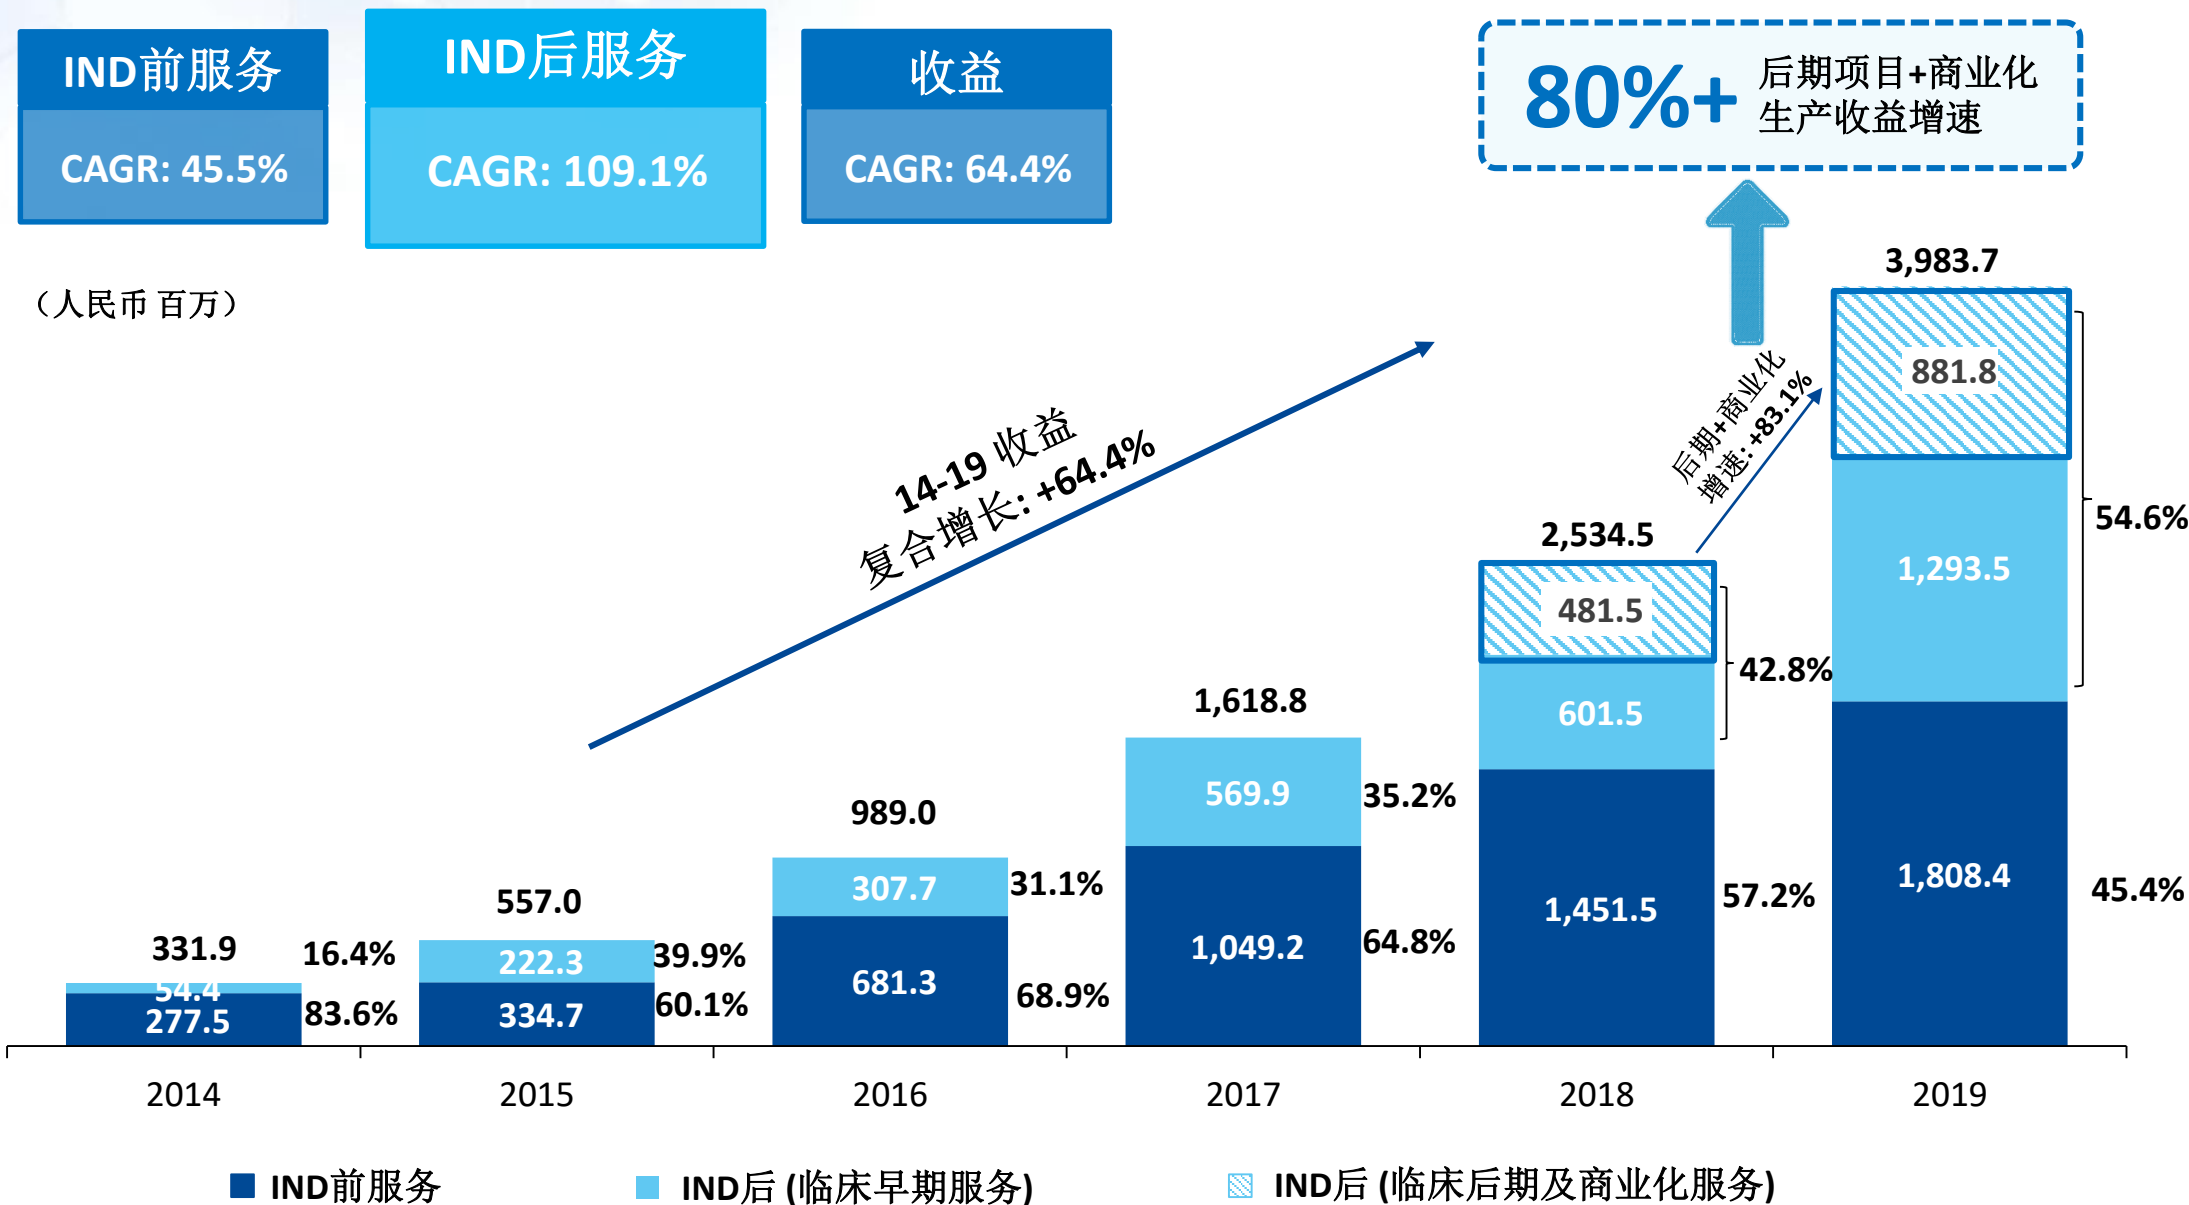 IND前服务
CAGR: 45.5%
IND后服务
CAGR: 109.1%
收益
CAGR: 64.4%
80%+
后期项目+商业化
生产收益增速
（人民币 百万）
14-19 收益
复合增长: +64.4%
后期+商业化
增速: +83.1%
331.9
16.4%
54.4
277.5
83.6%
557.0
222.3
39.9%
334.7
60.1%
989.0
307.7
31.1%
681.3
68.9%
1,618.8
569.9
35.2%
1,049.2
64.8%
2,534.5
481.5
42.8%
601.5
1,451.5
57.2%
3,983.7
881.8
54.6%
1,293.5
1,808.4
45.4%
2014
2015
2016
2017
2018
2019
IND前服务
IND后 (临床早期服务)
IND后 (临床后期及商业化服务)